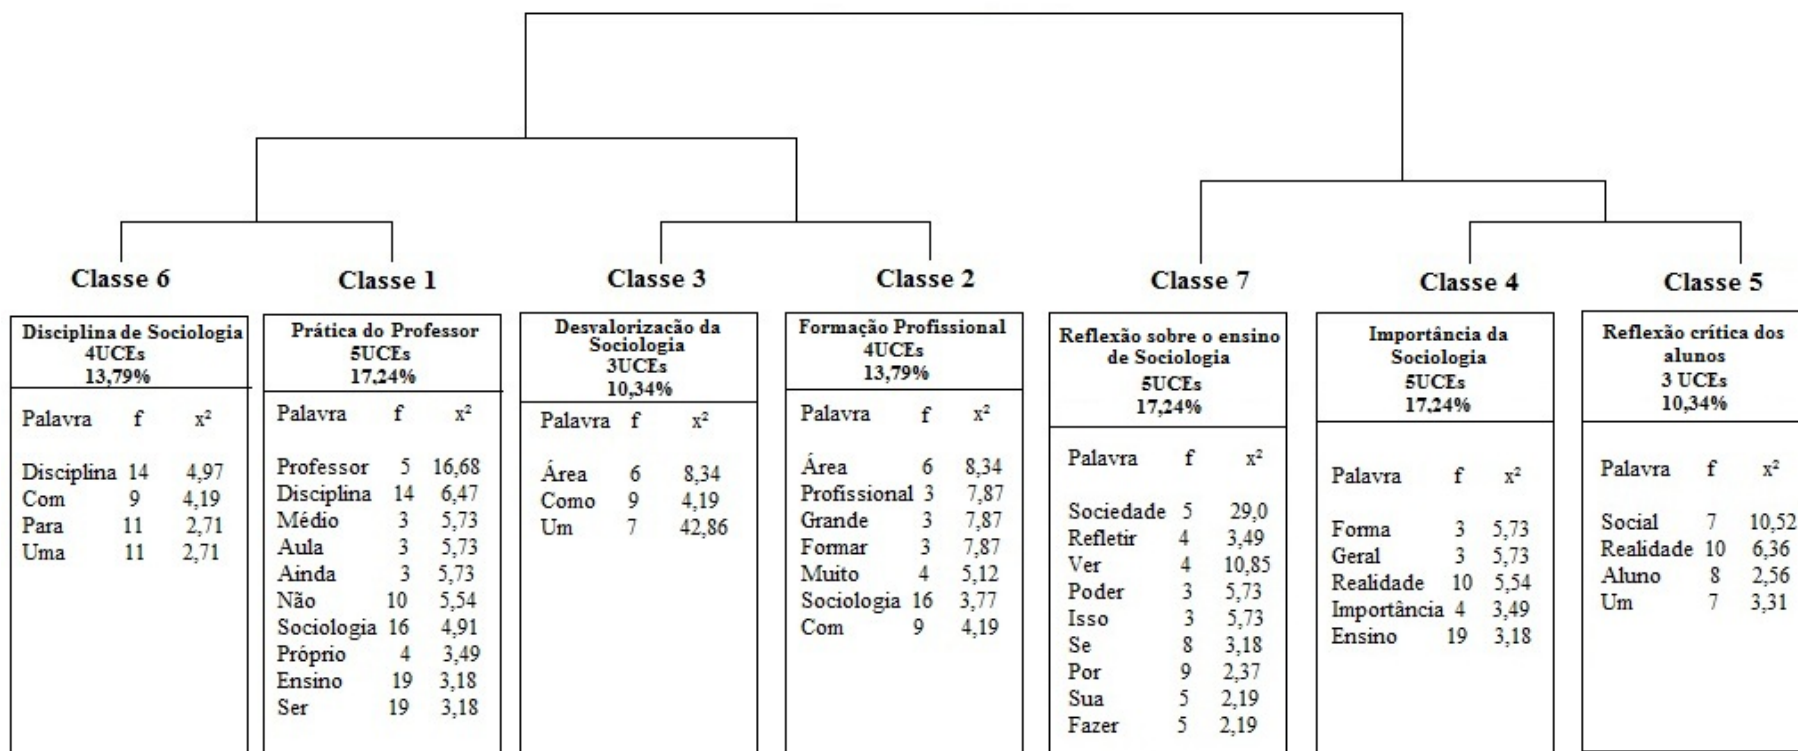 Classe 6
Disciplina de Sociologia
4UCEs
13,79%
Palavra f x²
Disciplina 14 4,97
Com 9 4,19
Para 11 2,71
Uma 11 2,71
Classe 1
Prática do Professor
5UCEs
17,24%
Palavra f x²
Professor 5 16,68
Disciplina 14 6,47
Médio 3 5,73
Aula 3 5,73
Ainda 3 5,73
Não 10 5,54
Sociologia 16 4,91
Próprio 4 3,49
Ensino 19 3,18
Ser 19 3,18
Classe 3
Desvalorização da
Sociologia
3UCEs
10,34%
Palavra f x²
Área 6 8,34
Como 9 4,19
Um 7 42,86
Classe 2
Formação Profissional
4UCEs
13,79%
Palavra f x²
Área 6 8,34
Profissional 3 7,87
Grande 3 7,87
Formar 3 7,87
Muito 4 5,12
Sociologia 16 3,77
Com 9 4,19
Classe 7
Reflexão sobre o ensino
de Sociologia
5UCEs
17,24%
Palavra f x²
Sociedade 5 29,0
Refletir 4 3,49
Ver 4 10,85
Poder 3 5,73
Isso 3 5,73
Se 8 3,18
Por 9 2,37
Sua 5 2,19
Fazer 5 2,19
Classe 4
Importância da
Sociologia
5UCEs
17,24%
Palavra f x²
Forma 3 5,73
Geral 3 5,73
Realidade 10 5,54
Importância 4 3,49
Ensino 19 3,18
Classe 5
Reflexão crítica dos
alunos
3 UCEs
10,34%
Palavra f x²
Social 7 10,52
Realidade 10 6,36
Aluno 8 2,56
Um 7 3,31